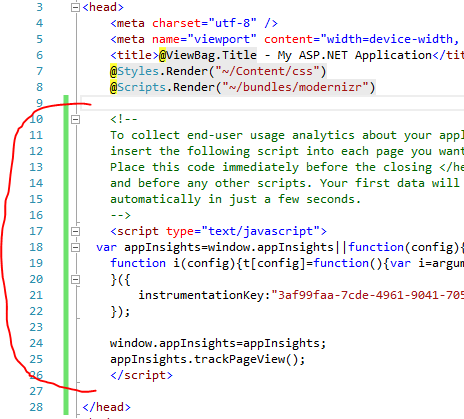 3 <head>
4 <meta charset="utf-8" />
5 <meta name="viewport" content="width=device-width,
6 <title>@ViewBag.Title - My ASP.NET Application</tit
7 @Styles.Render("~/Content/css")
8 @Scripts.Render("~/bundles/modernizr")
9
10 <!--
11 To collect end-user usage analytics about your appl
12 insert the following script into each page you want
13 Place this code immediately before the closing </he
14 and before any other scripts. Your first data will
15 automatically in just a few seconds.
16 -->
17 <script type="text/javascript">
18 var appInsights=window.appInsights||function(config){
19 function i(config){t[config]=function(){var i=argum
20 }({
21 instrumentationKey:"3af99faa-7cde-4961-9041-705
22 });
23
24 window.appInsights=appInsights;
25 appInsights.trackPageView();
26 </script>
27
28 </head>